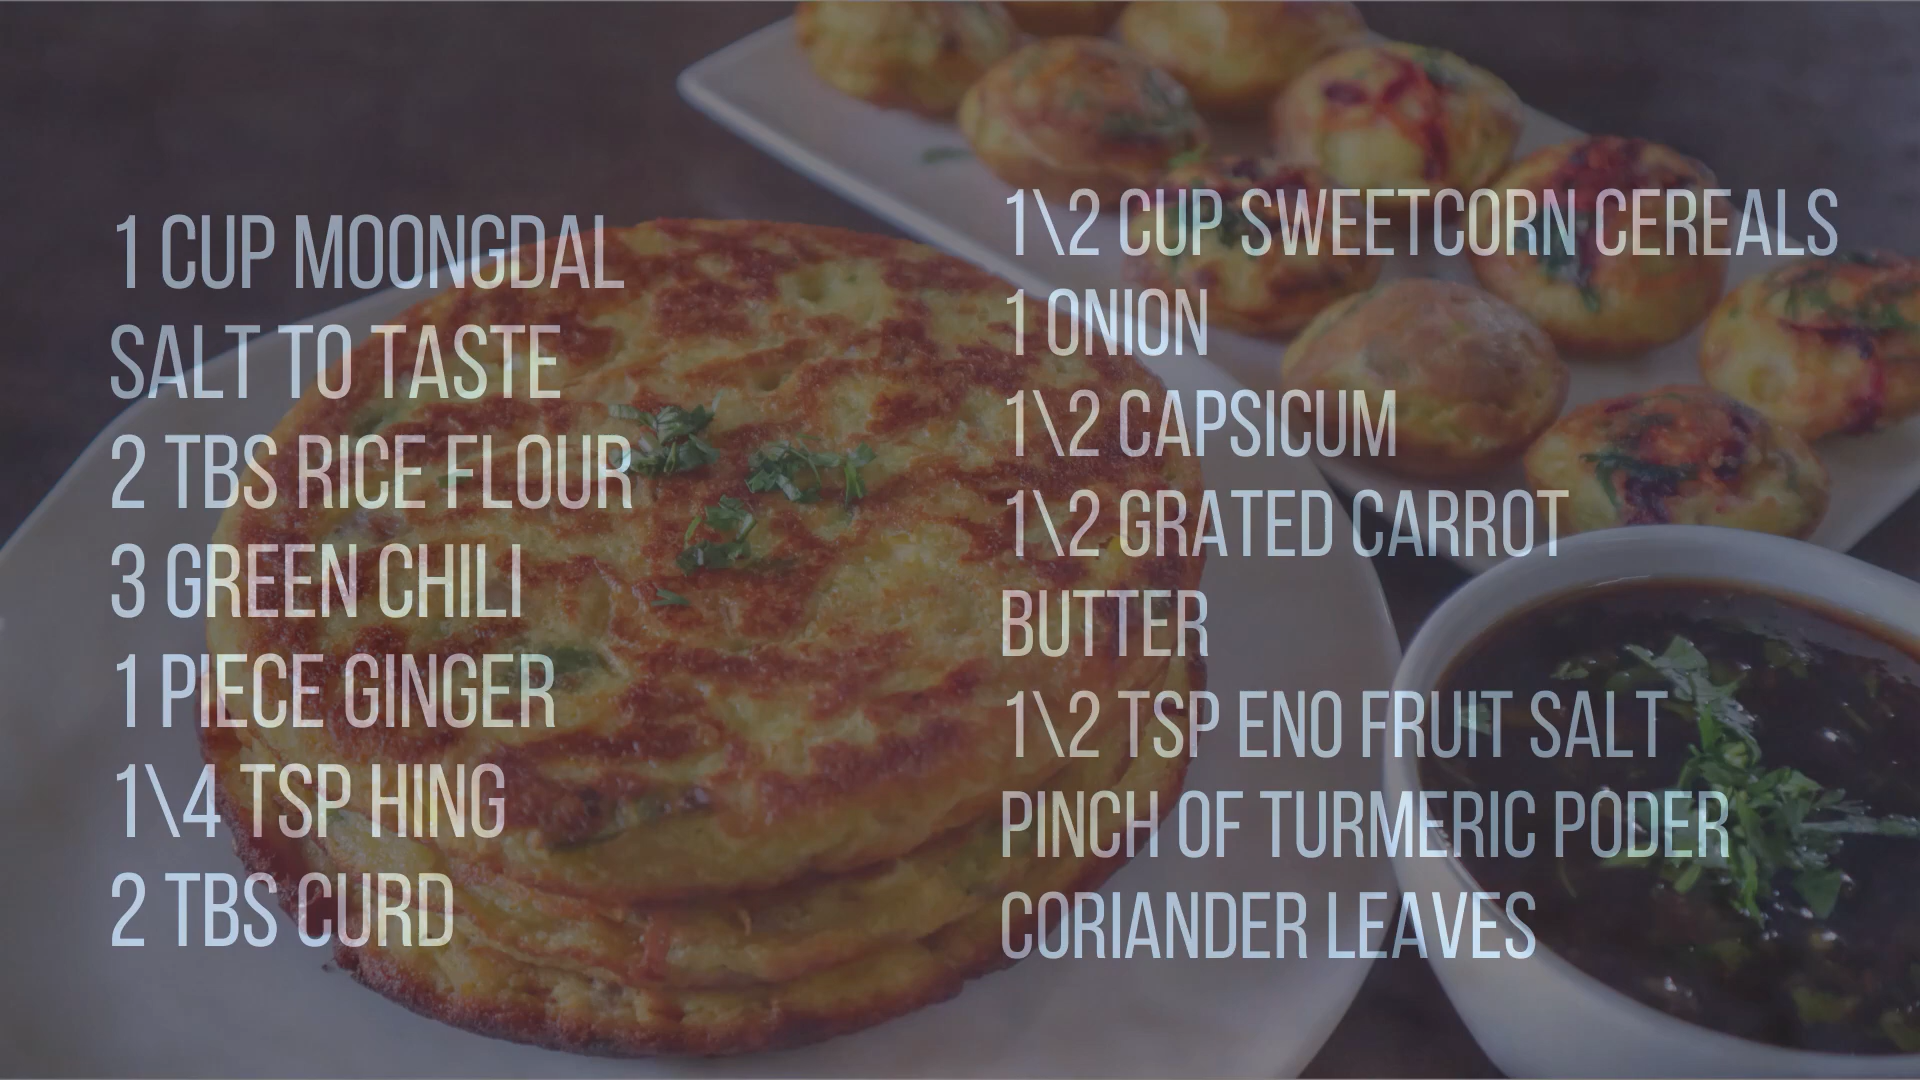 1 CUP MOONGDAL
SALT TO TASTE
2 TBS RICE FLOUR
3 GREEN CHILI
1 PIECE GINGER
1\4 TSP HING
2 TBS CURD
1\2 CUP SWEETCORN CEREALS
1 ONION
1\2 CAPSICUM
1\2 GRATED CARROT
BUTTER
1\2 TSP ENO FRUIT SALT
PINCH OF TURMERIC PODER
CORIANDER LEAVES